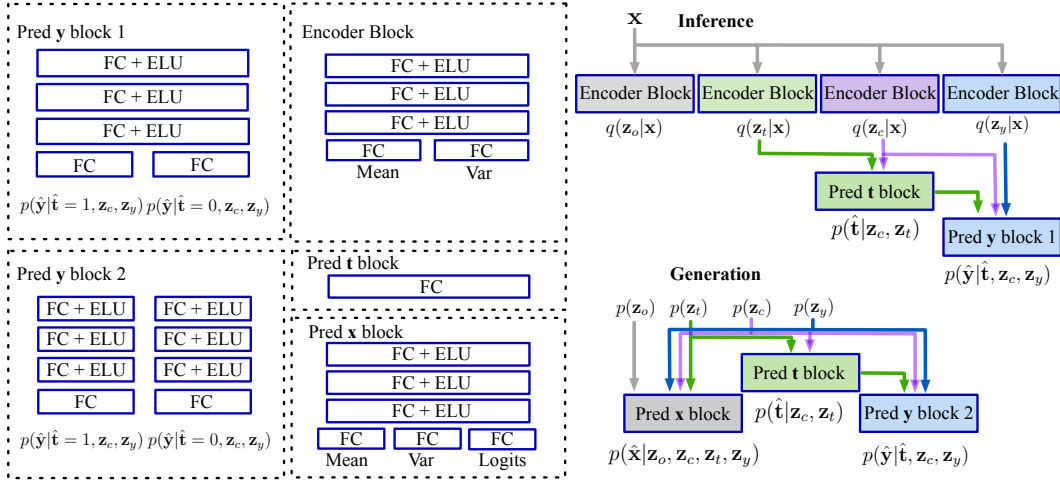 Pred y block 1
FC + ELU
FC + ELU
FC + ELU
FC FC
p(ŷ|t̂ = 1, z_c, z_y) p(ŷ|t̂ = 0, z_c, z_y)
Encoder Block
FC + ELU
FC + ELU
FC + ELU
FC FC
Mean Var
Pred y block 2
FC + ELU FC + ELU
FC + ELU FC + ELU
FC + ELU FC + ELU
FC FC
p(ŷ|t̂ = 1, z_c, z_y) p(ŷ|t̂ = 0, z_c, z_y)
Pred t block
FC
Pred x block
FC + ELU
FC + ELU
FC + ELU
FC FC FC
Mean Var Logits
x Inference
Encoder Block Encoder Block Encoder Block Encoder Block
q(z_o|x) q(z_t|x) q(z_c|x) q(z_y|x)
Pred t block
p(t̂|z_c, z_t)
Pred y block 1
p(ŷ|t̂, z_c, z_y)
Generation
p(z_o) p(z_t) p(z_c) p(z_y)
Pred t block
p(t̂|z_c, z_t)
Pred x block Pred y block 2
p(x̂|z_o, z_c, z_t, z_y) p(ŷ|t̂, z_c, z_y)